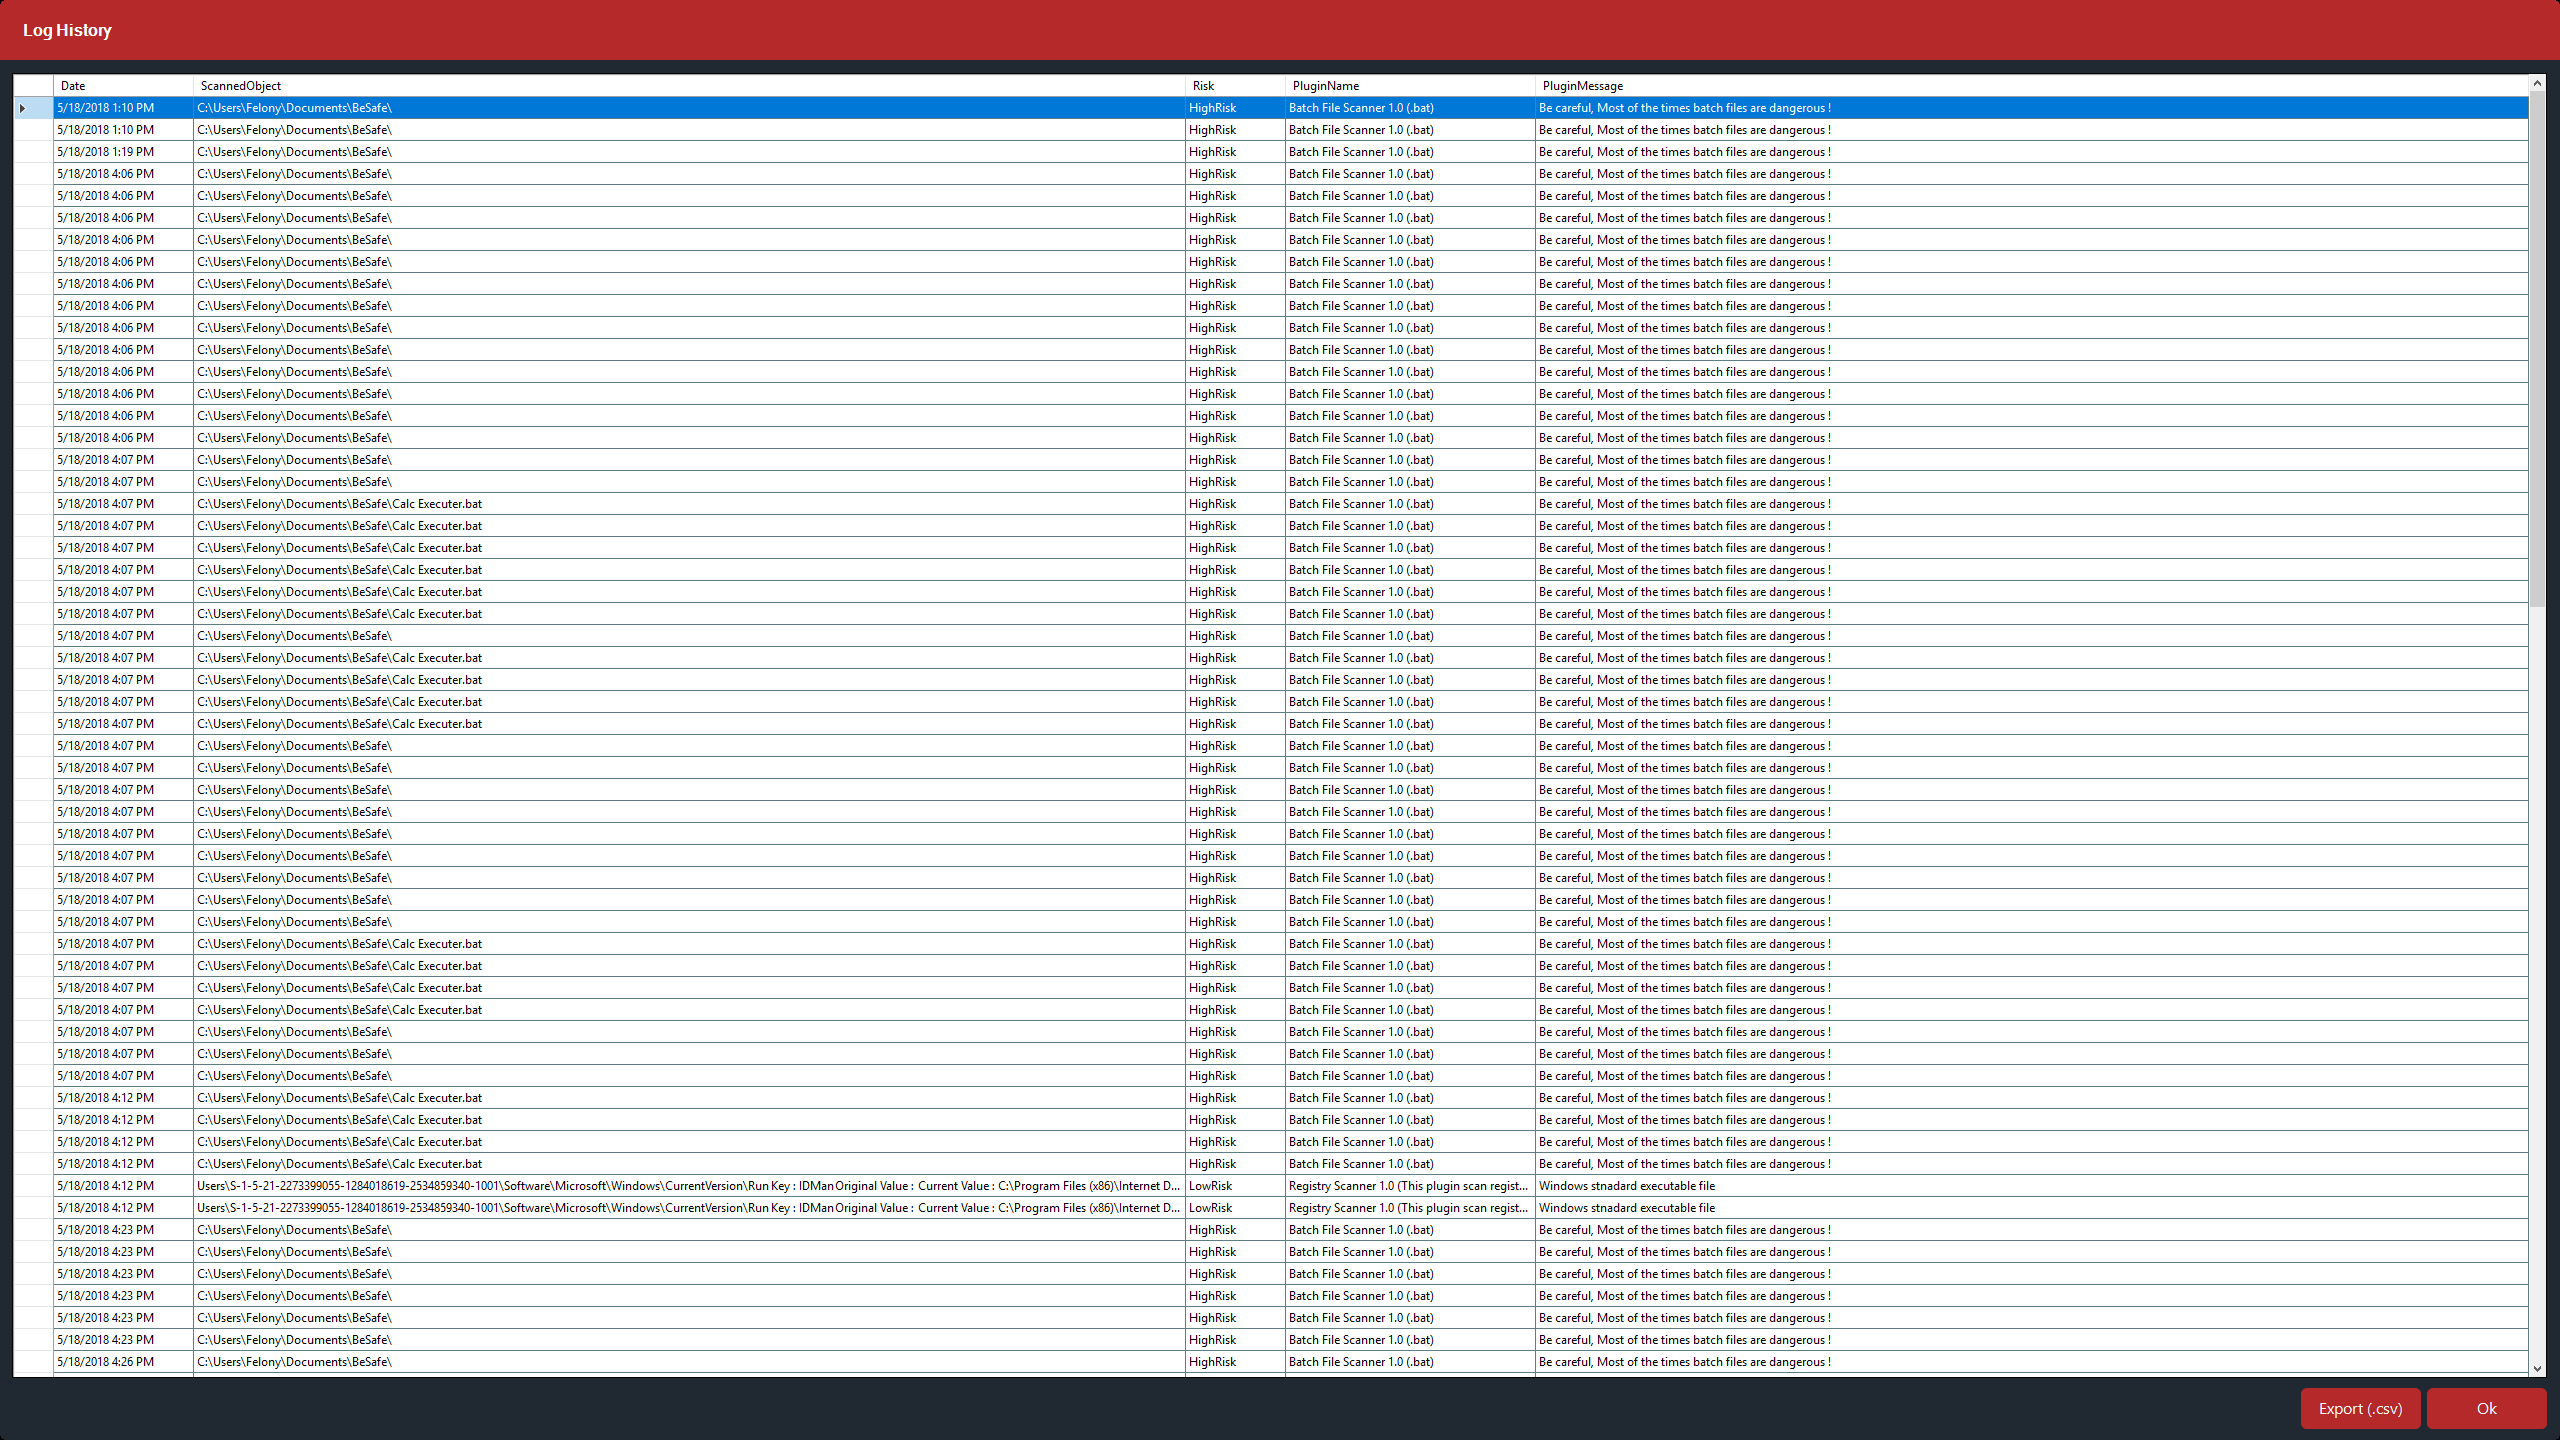 Log History
Date ScannedObject Risk PluginName PluginMessage
5/18/2018 1:10 PM C:\Users\Felony\Documents\BeSafe\ HighRisk Batch File Scanner 1.0 (.bat) Be careful, Most of the times batch files are dangerous !
5/18/2018 1:10 PM C:\Users\Felony\Documents\BeSafe\ HighRisk Batch File Scanner 1.0 (.bat) Be careful, Most of the times batch files are dangerous !
5/18/2018 1:19 PM C:\Users\Felony\Documents\BeSafe\ HighRisk Batch File Scanner 1.0 (.bat) Be careful, Most of the times batch files are dangerous !
5/18/2018 4:06 PM C:\Users\Felony\Documents\BeSafe\ HighRisk Batch File Scanner 1.0 (.bat) Be careful, Most of the times batch files are dangerous !
5/18/2018 4:06 PM C:\Users\Felony\Documents\BeSafe\ HighRisk Batch File Scanner 1.0 (.bat) Be careful, Most of the times batch files are dangerous !
5/18/2018 4:06 PM C:\Users\Felony\Documents\BeSafe\ HighRisk Batch File Scanner 1.0 (.bat) Be careful, Most of the times batch files are dangerous !
5/18/2018 4:06 PM C:\Users\Felony\Documents\BeSafe\ HighRisk Batch File Scanner 1.0 (.bat) Be careful, Most of the times batch files are dangerous !
5/18/2018 4:06 PM C:\Users\Felony\Documents\BeSafe\ HighRisk Batch File Scanner 1.0 (.bat) Be careful, Most of the times batch files are dangerous !
5/18/2018 4:06 PM C:\Users\Felony\Documents\BeSafe\ HighRisk Batch File Scanner 1.0 (.bat) Be careful, Most of the times batch files are dangerous !
5/18/2018 4:06 PM C:\Users\Felony\Documents\BeSafe\ HighRisk Batch File Scanner 1.0 (.bat) Be careful, Most of the times batch files are dangerous !
5/18/2018 4:06 PM C:\Users\Felony\Documents\BeSafe\ HighRisk Batch File Scanner 1.0 (.bat) Be careful, Most of the times batch files are dangerous !
5/18/2018 4:06 PM C:\Users\Felony\Documents\BeSafe\ HighRisk Batch File Scanner 1.0 (.bat) Be careful, Most of the times batch files are dangerous !
5/18/2018 4:06 PM C:\Users\Felony\Documents\BeSafe\ HighRisk Batch File Scanner 1.0 (.bat) Be careful, Most of the times batch files are dangerous !
5/18/2018 4:06 PM C:\Users\Felony\Documents\BeSafe\ HighRisk Batch File Scanner 1.0 (.bat) Be careful, Most of the times batch files are dangerous !
5/18/2018 4:06 PM C:\Users\Felony\Documents\BeSafe\ HighRisk Batch File Scanner 1.0 (.bat) Be careful, Most of the times batch files are dangerous !
5/18/2018 4:06 PM C:\Users\Felony\Documents\BeSafe\ HighRisk Batch File Scanner 1.0 (.bat) Be careful, Most of the times batch files are dangerous !
5/18/2018 4:07 PM C:\Users\Felony\Documents\BeSafe\ HighRisk Batch File Scanner 1.0 (.bat) Be careful, Most of the times batch files are dangerous !
5/18/2018 4:07 PM C:\Users\Felony\Documents\BeSafe\ HighRisk Batch File Scanner 1.0 (.bat) Be careful, Most of the times batch files are dangerous !
5/18/2018 4:07 PM C:\Users\Felony\Documents\BeSafe\Calc Executer.bat HighRisk Batch File Scanner 1.0 (.bat) Be careful, Most of the times batch files are dangerous !
5/18/2018 4:07 PM C:\Users\Felony\Documents\BeSafe\Calc Executer.bat HighRisk Batch File Scanner 1.0 (.bat) Be careful, Most of the times batch files are dangerous !
5/18/2018 4:07 PM C:\Users\Felony\Documents\BeSafe\Calc Executer.bat HighRisk Batch File Scanner 1.0 (.bat) Be careful, Most of the times batch files are dangerous !
5/18/2018 4:07 PM C:\Users\Felony\Documents\BeSafe\Calc Executer.bat HighRisk Batch File Scanner 1.0 (.bat) Be careful, Most of the times batch files are dangerous !
5/18/2018 4:07 PM C:\Users\Felony\Documents\BeSafe\Calc Executer.bat HighRisk Batch File Scanner 1.0 (.bat) Be careful, Most of the times batch files are dangerous !
5/18/2018 4:07 PM C:\Users\Felony\Documents\BeSafe\Calc Executer.bat HighRisk Batch File Scanner 1.0 (.bat) Be careful, Most of the times batch files are dangerous !
5/18/2018 4:07 PM C:\Users\Felony\Documents\BeSafe\ HighRisk Batch File Scanner 1.0 (.bat) Be careful, Most of the times batch files are dangerous !
5/18/2018 4:07 PM C:\Users\Felony\Documents\BeSafe\Calc Executer.bat HighRisk Batch File Scanner 1.0 (.bat) Be careful, Most of the times batch files are dangerous !
5/18/2018 4:07 PM C:\Users\Felony\Documents\BeSafe\Calc Executer.bat HighRisk Batch File Scanner 1.0 (.bat) Be careful, Most of the times batch files are dangerous !
5/18/2018 4:07 PM C:\Users\Felony\Documents\BeSafe\Calc Executer.bat HighRisk Batch File Scanner 1.0 (.bat) Be careful, Most of the times batch files are dangerous !
5/18/2018 4:07 PM C:\Users\Felony\Documents\BeSafe\Calc Executer.bat HighRisk Batch File Scanner 1.0 (.bat) Be careful, Most of the times batch files are dangerous !
5/18/2018 4:07 PM C:\Users\Felony\Documents\BeSafe\ HighRisk Batch File Scanner 1.0 (.bat) Be careful, Most of the times batch files are dangerous !
5/18/2018 4:07 PM C:\Users\Felony\Documents\BeSafe\ HighRisk Batch File Scanner 1.0 (.bat) Be careful, Most of the times batch files are dangerous !
5/18/2018 4:07 PM C:\Users\Felony\Documents\BeSafe\ HighRisk Batch File Scanner 1.0 (.bat) Be careful, Most of the times batch files are dangerous !
5/18/2018 4:07 PM C:\Users\Felony\Documents\BeSafe\ HighRisk Batch File Scanner 1.0 (.bat) Be careful, Most of the times batch files are dangerous !
5/18/2018 4:07 PM C:\Users\Felony\Documents\BeSafe\ HighRisk Batch File Scanner 1.0 (.bat) Be careful, Most of the times batch files are dangerous !
5/18/2018 4:07 PM C:\Users\Felony\Documents\BeSafe\ HighRisk Batch File Scanner 1.0 (.bat) Be careful, Most of the times batch files are dangerous !
5/18/2018 4:07 PM C:\Users\Felony\Documents\BeSafe\ HighRisk Batch File Scanner 1.0 (.bat) Be careful, Most of the times batch files are dangerous !
5/18/2018 4:07 PM C:\Users\Felony\Documents\BeSafe\ HighRisk Batch File Scanner 1.0 (.bat) Be careful, Most of the times batch files are dangerous !
5/18/2018 4:07 PM C:\Users\Felony\Documents\BeSafe\ HighRisk Batch File Scanner 1.0 (.bat) Be careful, Most of the times batch files are dangerous !
5/18/2018 4:07 PM C:\Users\Felony\Documents\BeSafe\Calc Executer.bat HighRisk Batch File Scanner 1.0 (.bat) Be careful, Most of the times batch files are dangerous !
5/18/2018 4:07 PM C:\Users\Felony\Documents\BeSafe\Calc Executer.bat HighRisk Batch File Scanner 1.0 (.bat) Be careful, Most of the times batch files are dangerous !
5/18/2018 4:07 PM C:\Users\Felony\Documents\BeSafe\Calc Executer.bat HighRisk Batch File Scanner 1.0 (.bat) Be careful, Most of the times batch files are dangerous !
5/18/2018 4:07 PM C:\Users\Felony\Documents\BeSafe\Calc Executer.bat HighRisk Batch File Scanner 1.0 (.bat) Be careful, Most of the times batch files are dangerous !
5/18/2018 4:07 PM C:\Users\Felony\Documents\BeSafe\ HighRisk Batch File Scanner 1.0 (.bat) Be careful, Most of the times batch files are dangerous !
5/18/2018 4:07 PM C:\Users\Felony\Documents\BeSafe\ HighRisk Batch File Scanner 1.0 (.bat) Be careful, Most of the times batch files are dangerous !
5/18/2018 4:07 PM C:\Users\Felony\Documents\BeSafe\ HighRisk Batch File Scanner 1.0 (.bat) Be careful, Most of the times batch files are dangerous !
5/18/2018 4:12 PM C:\Users\Felony\Documents\BeSafe\Calc Executer.bat HighRisk Batch File Scanner 1.0 (.bat) Be careful, Most of the times batch files are dangerous !
5/18/2018 4:12 PM C:\Users\Felony\Documents\BeSafe\Calc Executer.bat HighRisk Batch File Scanner 1.0 (.bat) Be careful, Most of the times batch files are dangerous !
5/18/2018 4:12 PM C:\Users\Felony\Documents\BeSafe\Calc Executer.bat HighRisk Batch File Scanner 1.0 (.bat) Be careful, Most of the times batch files are dangerous !
5/18/2018 4:12 PM C:\Users\Felony\Documents\BeSafe\Calc Executer.bat HighRisk Batch File Scanner 1.0 (.bat) Be careful, Most of the times batch files are dangerous !
5/18/2018 4:12 PM Users\S-1-5-21-2273399055-1284018619-2534859340-1001\Software\Microsoft\Windows\CurrentVersion\Run Key : IDMan Original Value : Current Value : C:\Program Files (x86)\Internet D... LowRisk Registry Scanner 1.0 (This plugin scan regist... Windows stnadard executable file
5/18/2018 4:12 PM Users\S-1-5-21-2273399055-1284018619-2534859340-1001\Software\Microsoft\Windows\CurrentVersion\Run Key : IDMan Original Value : Current Value : C:\Program Files (x86)\Internet D... LowRisk Registry Scanner 1.0 (This plugin scan regist... Windows stnadard executable file
5/18/2018 4:23 PM C:\Users\Felony\Documents\BeSafe\ HighRisk Batch File Scanner 1.0 (.bat) Be careful, Most of the times batch files are dangerous !
5/18/2018 4:23 PM C:\Users\Felony\Documents\BeSafe\ HighRisk Batch File Scanner 1.0 (.bat) Be careful, Most of the times batch files are dangerous !
5/18/2018 4:23 PM C:\Users\Felony\Documents\BeSafe\ HighRisk Batch File Scanner 1.0 (.bat) Be careful, Most of the times batch files are dangerous !
5/18/2018 4:23 PM C:\Users\Felony\Documents\BeSafe\ HighRisk Batch File Scanner 1.0 (.bat) Be careful, Most of the times batch files are dangerous !
5/18/2018 4:23 PM C:\Users\Felony\Documents\BeSafe\ HighRisk Batch File Scanner 1.0 (.bat) Be careful, Most of the times batch files are dangerous !
5/18/2018 4:23 PM C:\Users\Felony\Documents\BeSafe\ HighRisk Batch File Scanner 1.0 (.bat) Be careful, Most of the times batch files are dangerous !
5/18/2018 4:26 PM C:\Users\Felony\Documents\BeSafe\ HighRisk Batch File Scanner 1.0 (.bat) Be careful, Most of the times batch files are dangerous !
Export (.csv) Ok